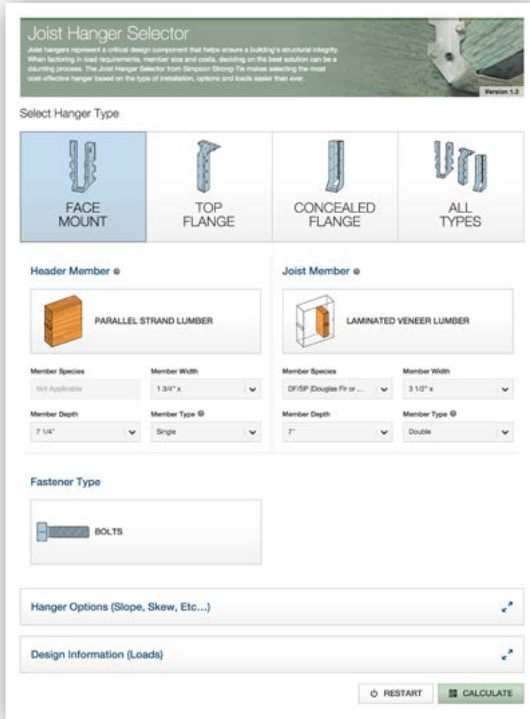 Joist Hanger Selector
Joist hangers represent a critical design component that helps ensure a building's structural integrity.
When factoring in load requirements, member size and costs, deciding on the best solution can be a
daunting process. The Joist Hanger Selector from Simpson Strong-Tie makes selecting the most
cost-effective hanger based on the type of installation, options and loads easier than ever.
Version 1.3
Select Hanger Type
FACE
MOUNT
TOP
FLANGE
CONCEALED
FLANGE
ALL
TYPES
Header Member
PARALLEL STRAND LUMBER
Member Species
Member Width
Not Applicable
1 3/4" x
Member Depth
Member Type
7 1/4"
Single
Joist Member
LAMINATED VENEER LUMBER
Member Species
Member Width
DF/SP (Douglas Fir or ...
3 1/2" x
Member Depth
Member Type
7"
Double
Fastener Type
BOLTS
Hanger Options (Slope, Skew, Etc...)
Design Information (Loads)
RESTART
CALCULATE